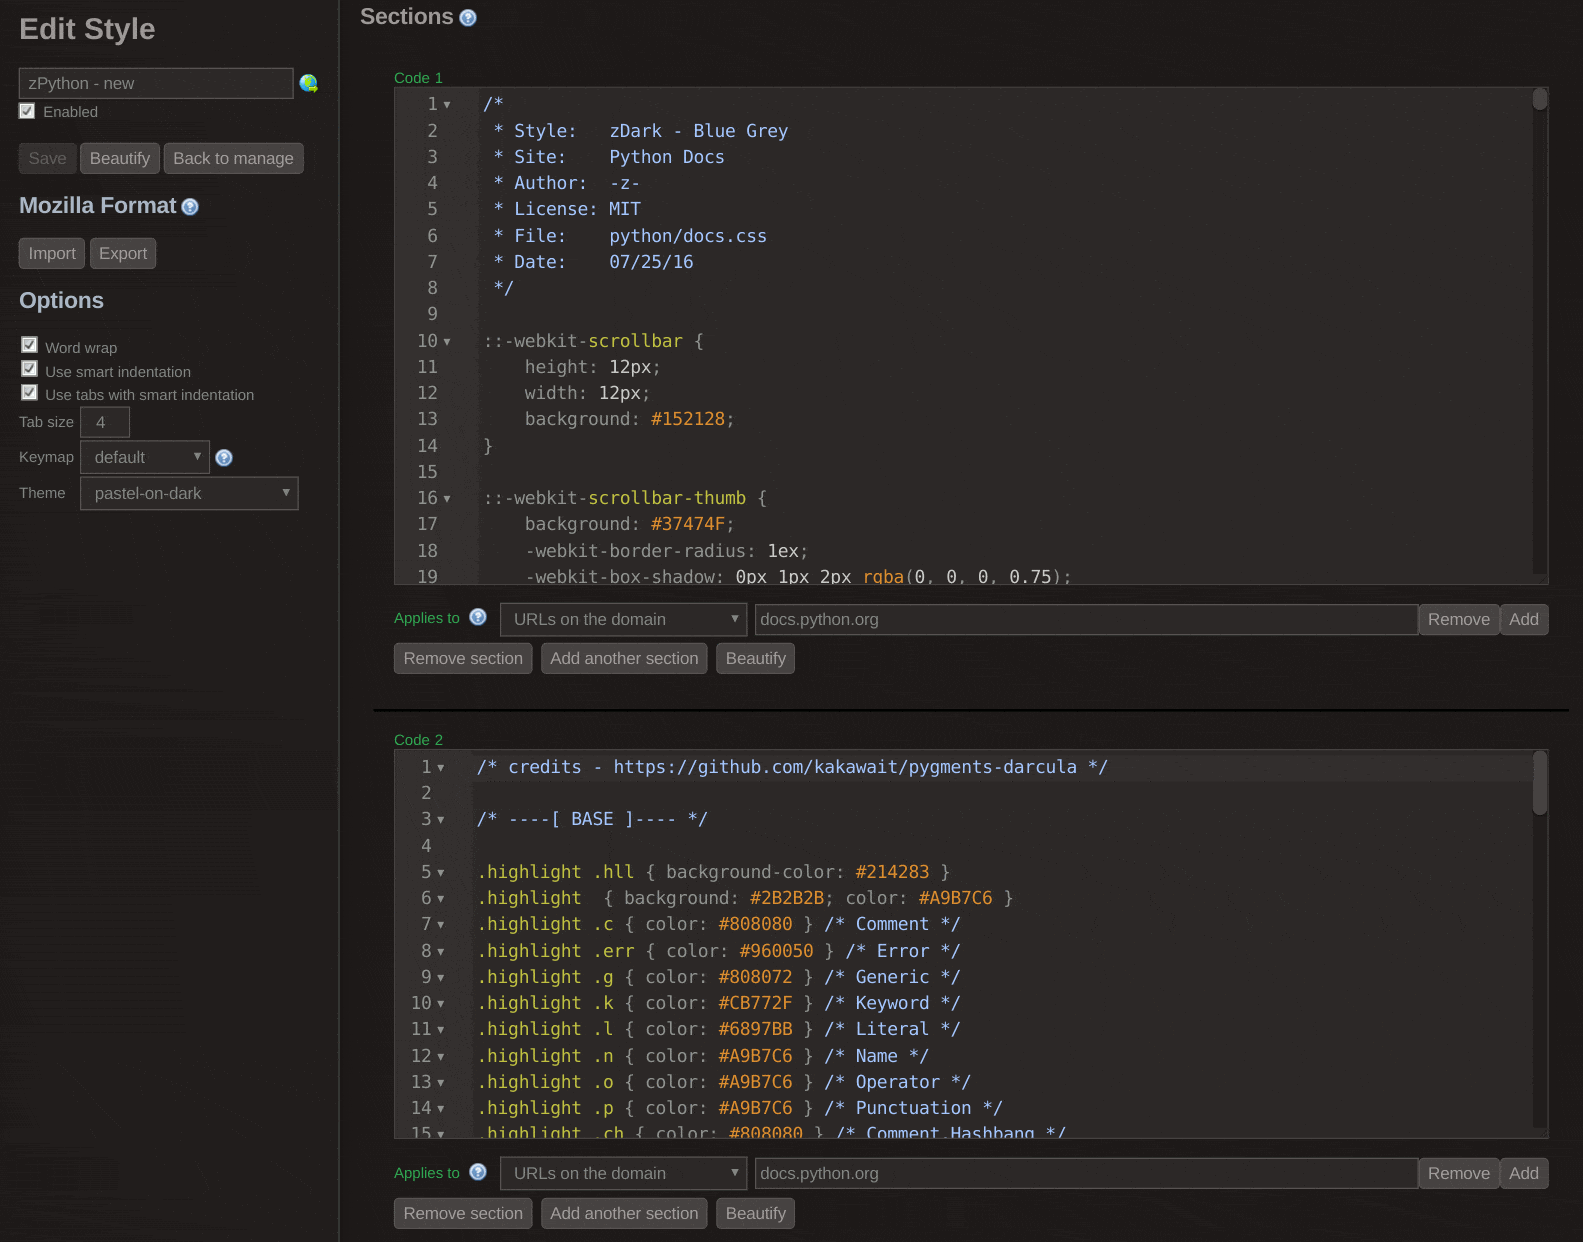 Edit Style
zPython - new
Enabled
Save Beautify Back to manage
Mozilla Format
Import Export
Options
Word wrap
Use smart indentation
Use tabs with smart indentation
Tab size 4
Keymap default
Theme pastel-on-dark
Sections
Code 1
1 /*
2  * Style:   zDark - Blue Grey
3  * Site:    Python Docs
4  * Author:  -z-
5  * License: MIT
6  * File:    python/docs.css
7  * Date:    07/25/16
8  */
9
10 ::-webkit-scrollbar {
11     height: 12px;
12     width: 12px;
13     background: #152128;
14 }
15
16 ::-webkit-scrollbar-thumb {
17     background: #37474F;
18     -webkit-border-radius: 1ex;
19     -webkit-box-shadow: 0px 1px 2px rgba(0, 0, 0, 0.75);
Applies to URLs on the domain docs.python.org Remove Add
Remove section Add another section Beautify
Code 2
1 /* credits - https://github.com/kakawait/pygments-darcula */
2
3 /* ----[ BASE ]---- */
4
5 .highlight .hll { background-color: #214283 }
6 .highlight  { background: #2B2B2B; color: #A9B7C6 }
7 .highlight .c { color: #808080 } /* Comment */
8 .highlight .err { color: #960050 } /* Error */
9 .highlight .g { color: #808072 } /* Generic */
10 .highlight .k { color: #CB772F } /* Keyword */
11 .highlight .l { color: #6897BB } /* Literal */
12 .highlight .n { color: #A9B7C6 } /* Name */
13 .highlight .o { color: #A9B7C6 } /* Operator */
14 .highlight .p { color: #A9B7C6 } /* Punctuation */
15 .highlight .ch { color: #808080 } /* Comment.Hashbang */
Applies to URLs on the domain docs.python.org Remove Add
Remove section Add another section Beautify